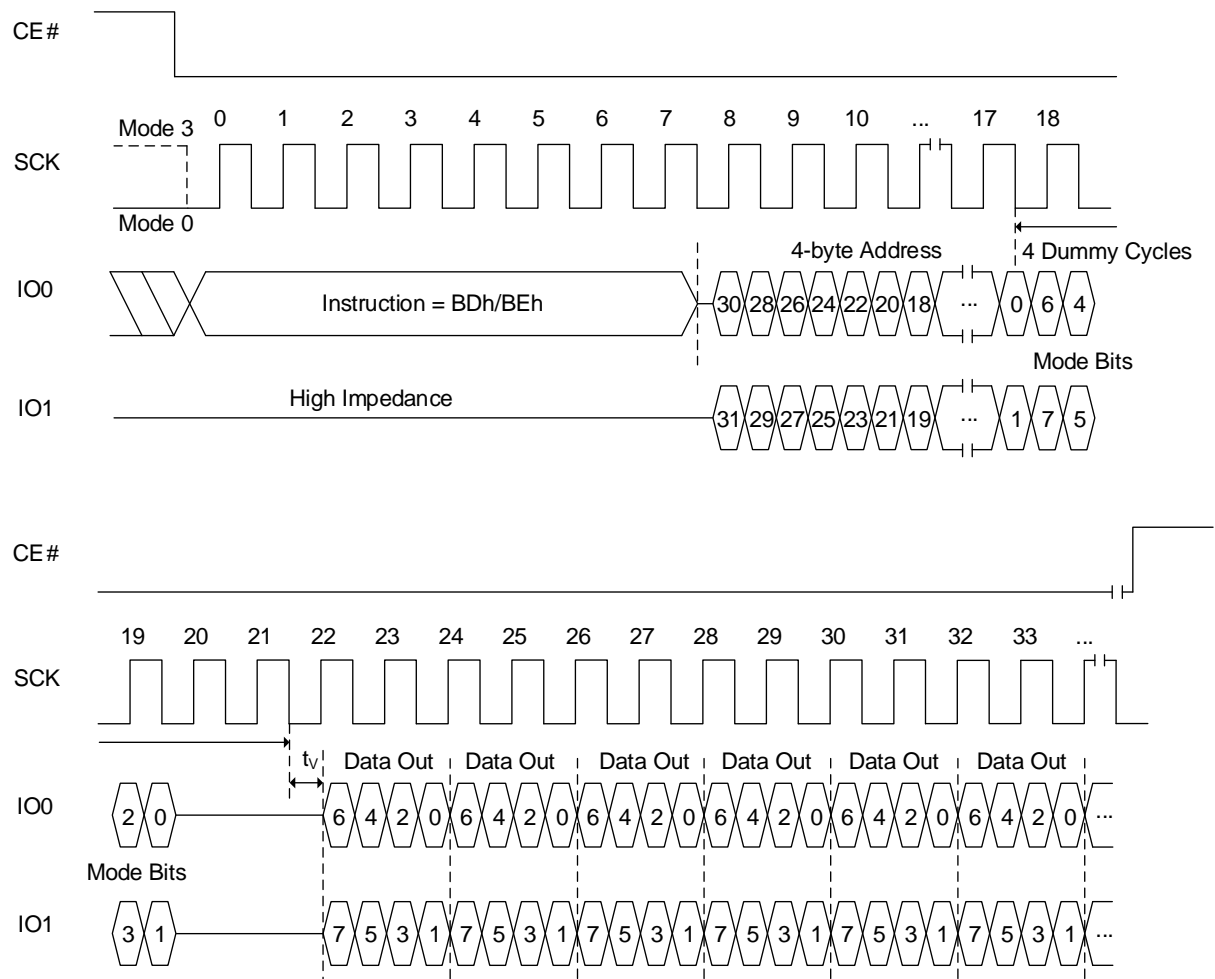 CE#
Mode 3
0 1 2 3 4 5 6 7 8 9 10 ... 17 18
SCK
Mode 0
4-byte Address
4 Dummy Cycles
IO0
Instruction = BDh/BEh
30 28 26 24 22 20 18 ... 0 6 4
Mode Bits
IO1
High Impedance
31 29 27 25 23 21 19 ... 1 7 5
CE#
19 20 21 22 23 24 25 26 27 28 29 30 31 32 33 ...
SCK
tV
Data Out Data Out Data Out Data Out Data Out Data Out
IO0
2 0 6 4 2 0 6 4 2 0 6 4 2 0 6 4 2 0 6 4 2 0 6 4 2 0 ...
Mode Bits
IO1
3 1 7 5 3 1 7 5 3 1 7 5 3 1 7 5 3 1 7 5 3 1 7 5 3 1 ...